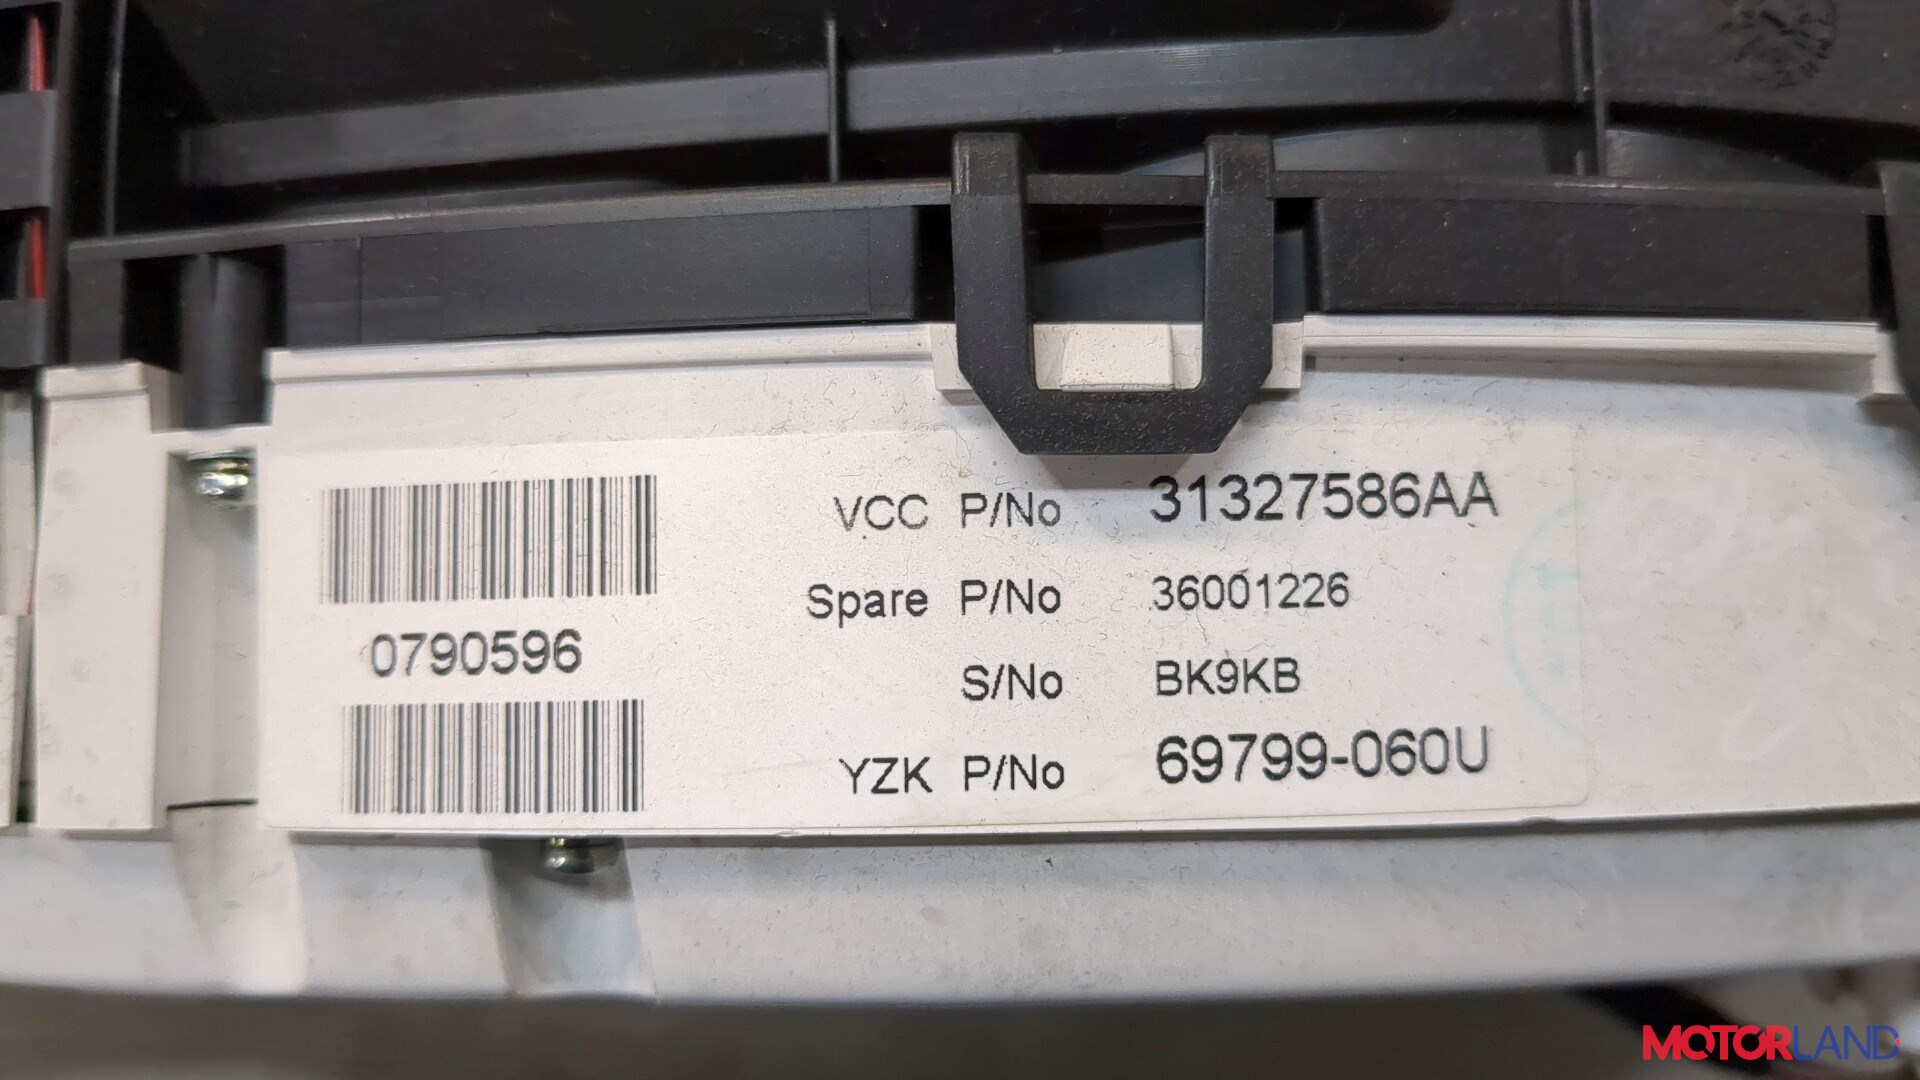 VCC P/No 31327586AA
Spare P/No 36001226
0790596
S/No BK9KB
YZK P/No 69799-060U
MOTORLAND